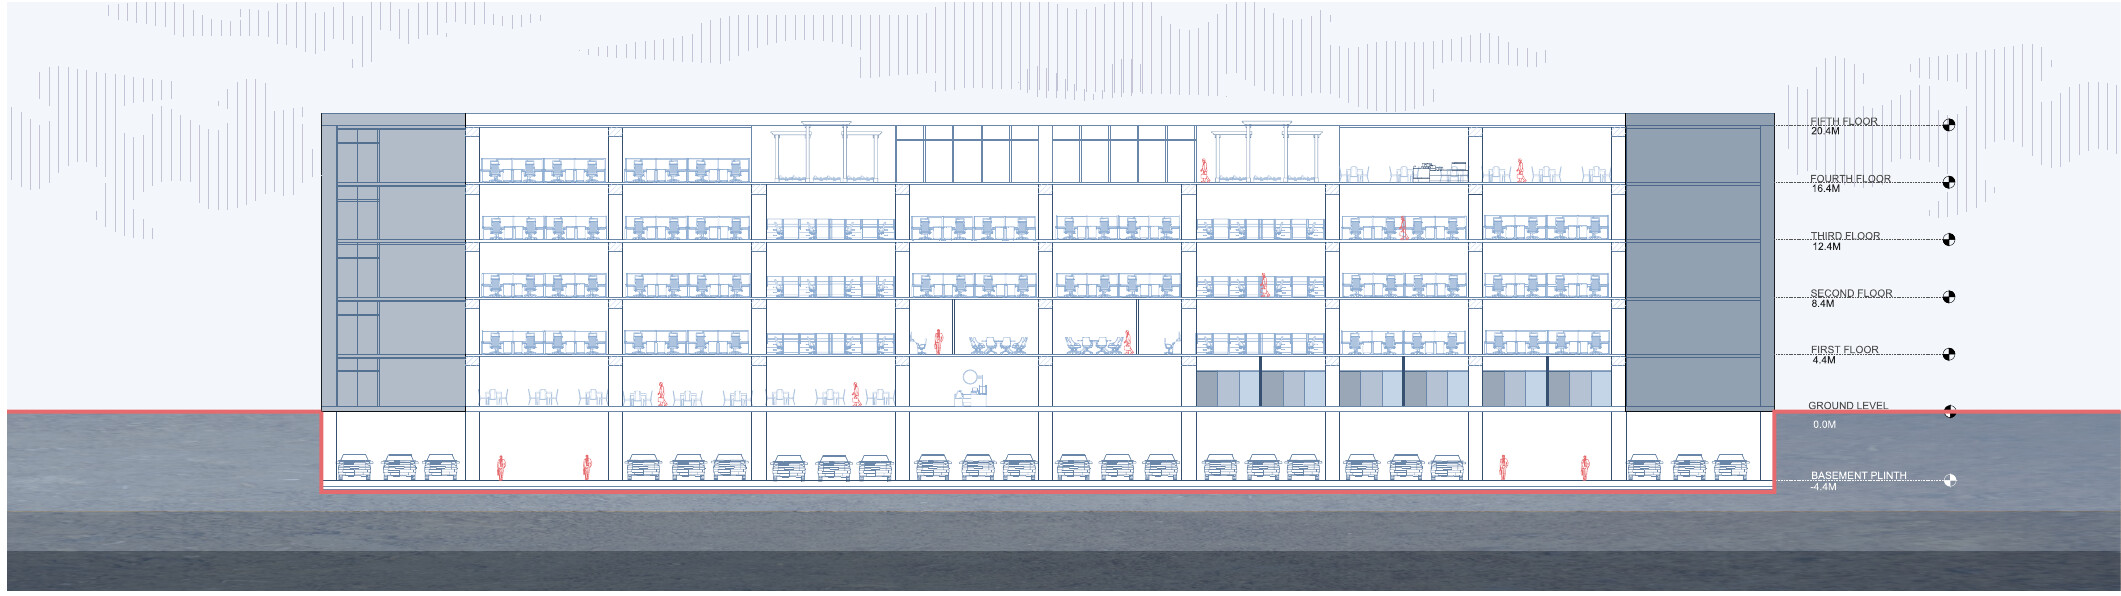 FIFTH FLOOR
20.4M
FOURTH FLOOR
16.4M
THIRD FLOOR
12.4M
SECOND FLOOR
8.4M
FIRST FLOOR
4.4M
GROUND LEVEL
0.0M
BASEMENT PLINTH
-4.4M